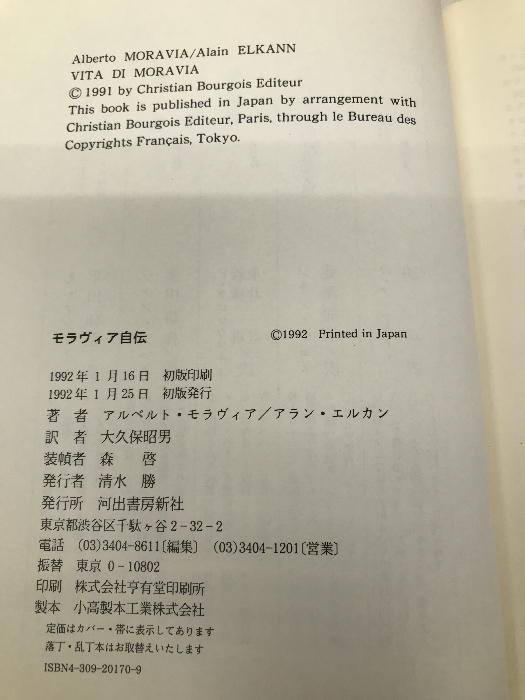 Alberto MORAVIA/Alain ELKANN
VITA DI MORAVIA
©1991 by Christian Bourgois Editeur
This book is published in Japan by arrangement with
Christian Bourgois Editeur, Paris, through le Bureau des
Copyrights Français, Tokyo.
モラヴィア自伝 ©1992 Printed in Japan
1992年1月16日 初版印刷
1992年1月25日 初版発行
著者 アルベルト・モラヴィア/アラン・エルカン
訳者 大久保昭男
装幀者 森啓
発行者 清水勝
発行所 河出書房新社
東京都渋谷区千駄ヶ谷2-32-2
電話 (03)3404-8611〔編集〕 (03)3404-1201〔営業〕
振替 東京0-10802
印刷 株式会社亨有堂印刷所
製本 小高製本工業株式会社
定価はカバー・帯に表示してあります
落丁・乱丁本はお取替えいたします
ISBN4-309-20170-9